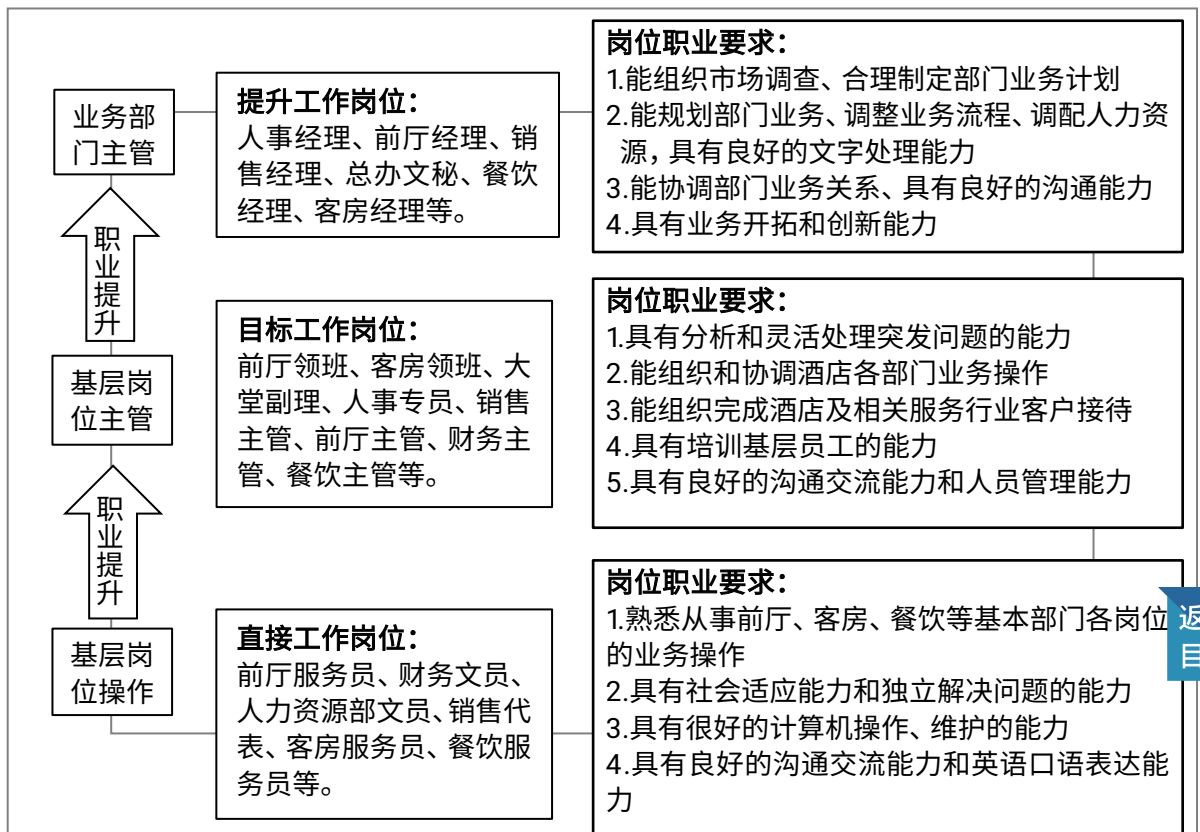 业务部
门主管
提升工作岗位：
人事经理、前厅经理、销
售经理、总办文秘、餐饮
经理、客房经理等。
岗位职业要求：
1.能组织市场调查、合理制定部门业务计划
2.能规划部门业务、调整业务流程、调配人力资
源，具有良好的文字处理能力
3.能协调部门业务关系、具有良好的沟通能力
4.具有业务开拓和创新能力
职
业
提
升
基层岗
位主管
目标工作岗位：
前厅领班、客房领班、大
堂副理、人事专员、销售
主管、前厅主管、财务主
管、餐饮主管等。
岗位职业要求：
1.具有分析和灵活处理突发问题的能力
2.能组织和协调酒店各部门业务操作
3.能组织完成酒店及相关服务行业客户接待
4.具有培训基层员工的能力
5.具有良好的沟通交流能力和人员管理能力
职
业
提
升
基层岗
位操作
直接工作岗位：
前厅服务员、财务文员、
人力资源部文员、销售代
表、客房服务员、餐饮服
务员等。
岗位职业要求：
1.熟悉从事前厅、客房、餐饮等基本部门各岗位
的业务操作
2.具有社会适应能力和独立解决问题的能力
3.具有很好的计算机操作、维护的能力
4.具有良好的沟通交流能力和英语口语表达能
力
返
目